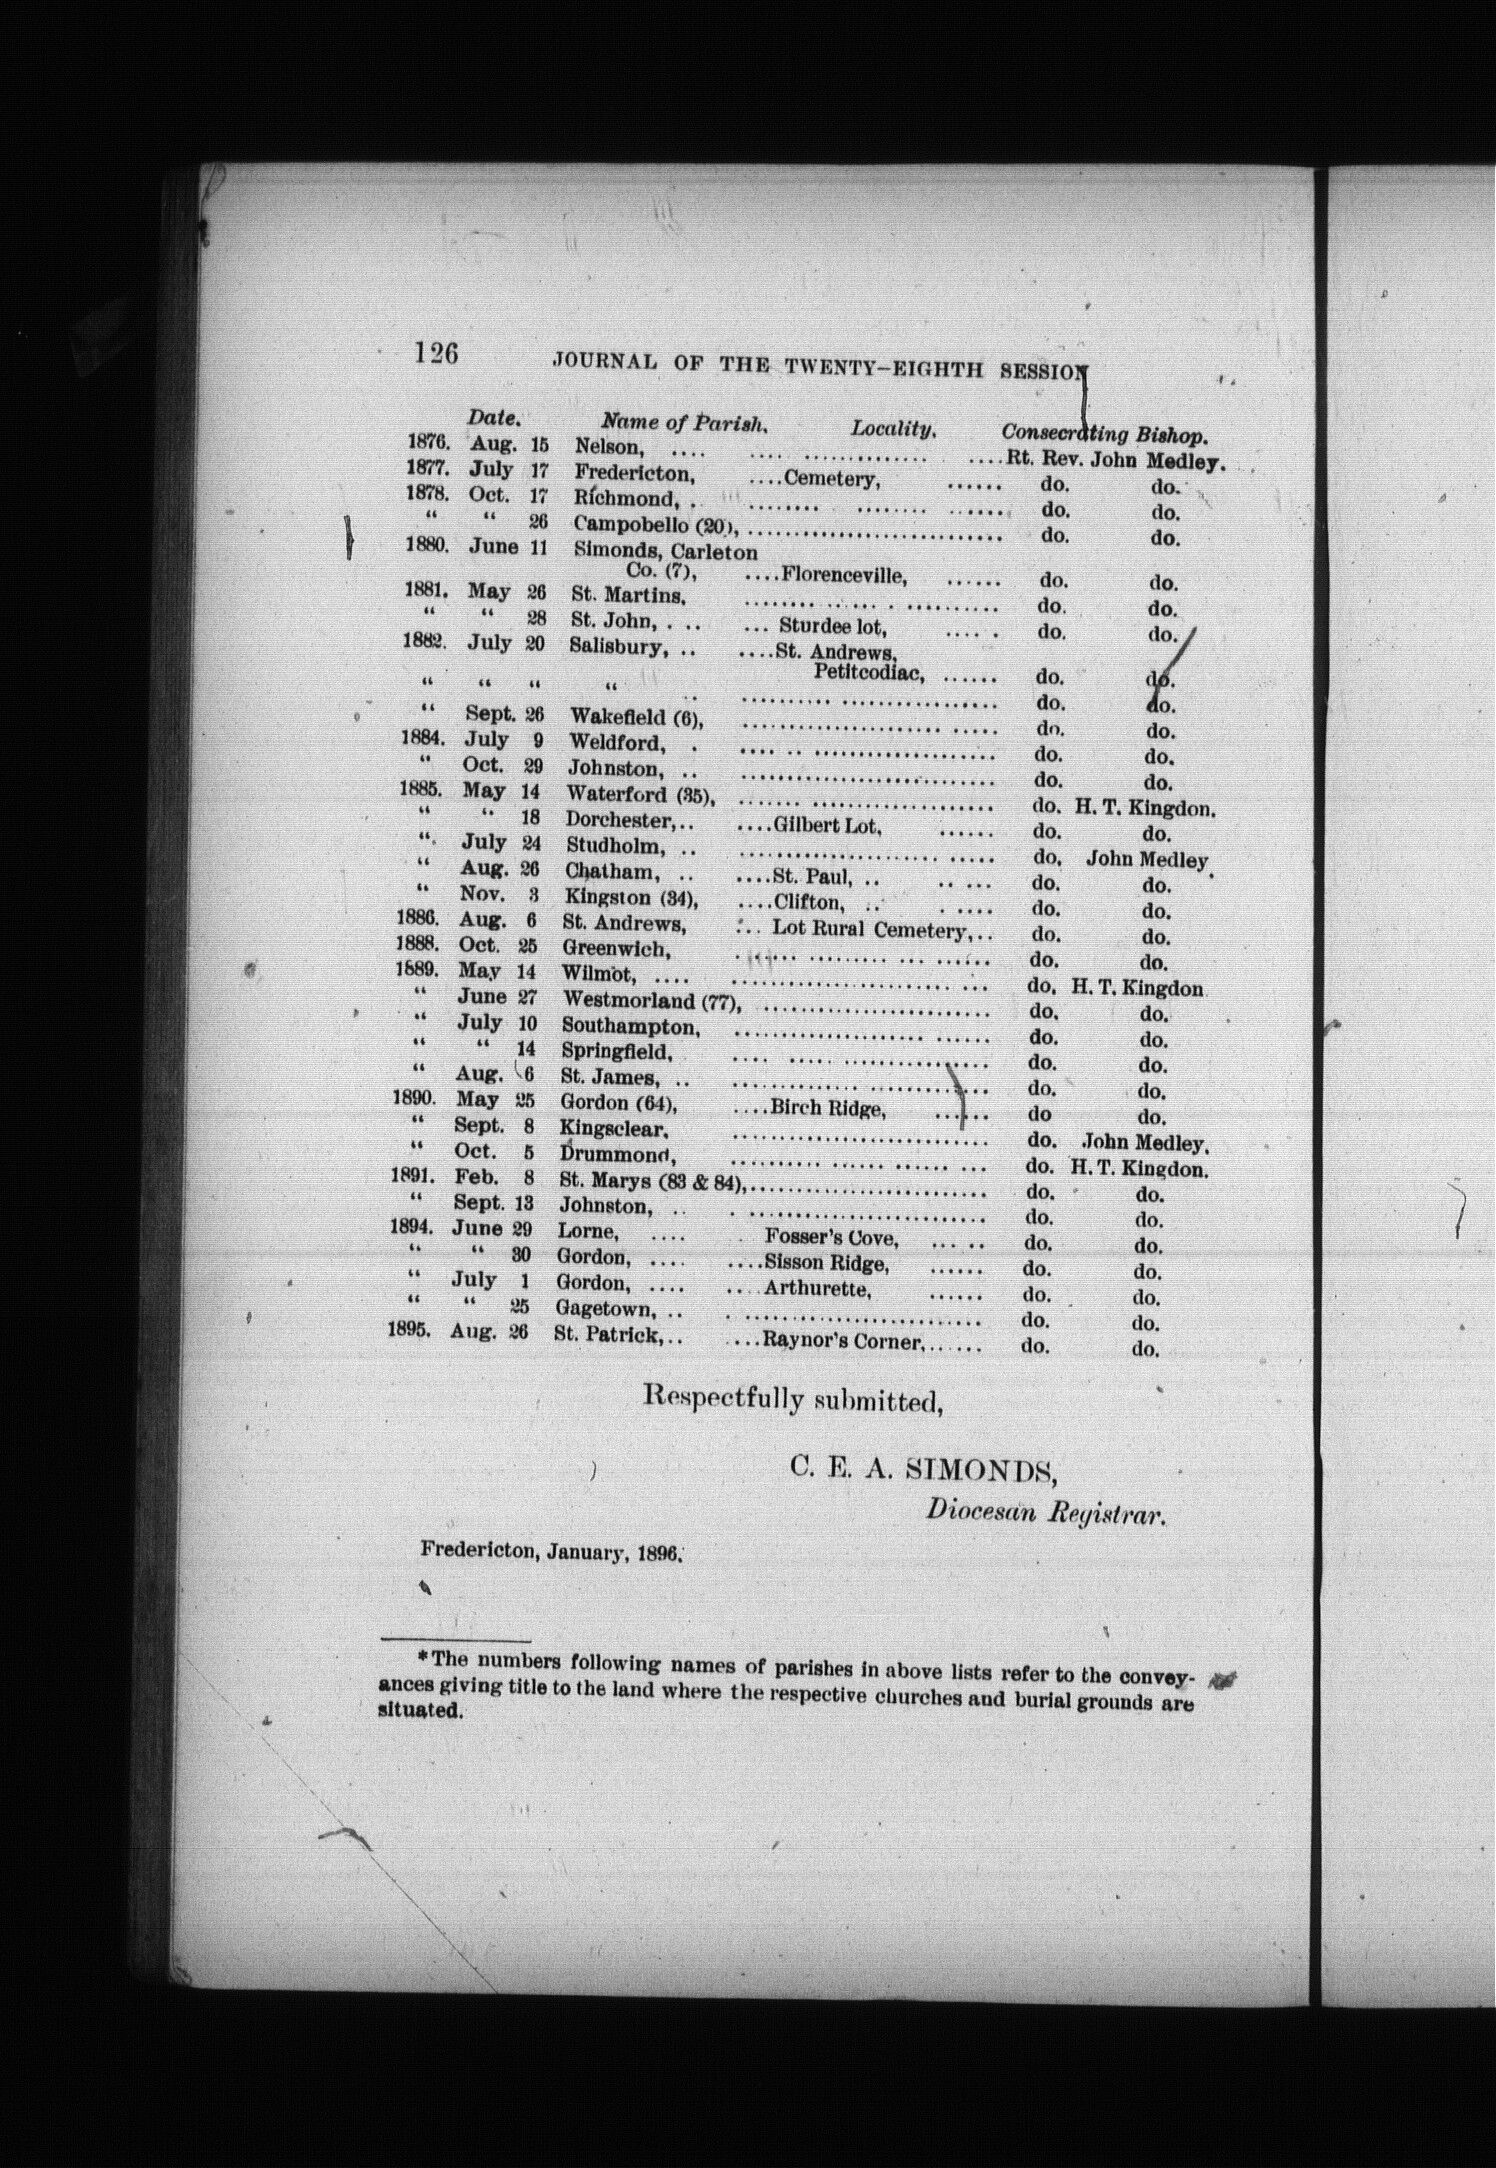 126 JOURNAL OF THE TWENTY-EIGHTH SESSION
Date. Name of Parish. Locality. Consecrating Bishop.
1876. Aug. 15 Nelson, .... .... ............. ....Rt. Rev. John Medley.
1877. July 17 Fredericton, ....Cemetery, ...... do. do.
1878. Oct. 17 Richmond, . ........ ........ ...... do. do.
“ “ 26 Campobello (20), ............................ do. do.
1880. June 11 Simonds, Carleton
Co. (7), ....Florenceville, ...... do. do.
1881. May 26 St. Martins. ........ .. ... . .......... do. do.
“ “ 28 St. John, . .. ... Sturdee lot, ..... . do. do.
1882. July 20 Salisbury, .. ....St. Andrews,
Petitcodiac, ...... do. do.
“ “ “ “ .. .......... ................ do. do.
“ Sept. 26 Wakefield (6), ..................... ..... do. do.
1884. July 9 Weldford, . .... .. ................... do. do.
“ Oct. 29 Johnston, .. ........................... do. do.
1885. May 14 Waterford (35), ....... ................... do. H. T. Kingdon.
“ “ 18 Dorchester,.. ....Gilbert Lot, ...... do. do.
“ July 24 Studholm, .. ..................... ..... do, John Medley.
“ Aug. 26 Chatham, .. ....St. Paul, .. .. ... do. do.
“ Nov. 3 Kingston (34), ....Clifton, .. . .... do. do.
1886. Aug. 6 St. Andrews, ... Lot Rural Cemetery,.. do. do.
1888. Oct. 25 Greenwich, . ..... ......... ... ...... do. do.
1889. May 14 Wilmot, .... ....................... ... do, H. T. Kingdon
“ June 27 Westmorland (77), ........................ do. do.
“ July 10 Southampton, .................... ...... do. do.
“ “ 14 Springfield, .... ..... ............... do. do.
“ Aug. 6 St. James, .. ............. ............ do. do.
1890. May 25 Gordon (64), ....Birch Ridge, ...... do do.
“ Sept. 8 Kingsclear. ........................... do. John Medley.
“ Oct. 5 Drummond, .......... ...... ...... ... do. H. T. Kingdon.
1891. Feb. 8 St. Marys (83 & 84),......................... do. do.
“ Sept. 13 Johnston, .. . ......................... do. do.
1894. June 29 Lorne, .... Fosser's Cove, ... .. do. do.
“ “ 30 Gordon, .... ....Sisson Ridge, ...... do. do.
“ July 1 Gordon, .... .... Arthurette, ...... do. do.
“ “ 25 Gagetown, .. . ......................... do. do.
1895. Aug. 26 St. Patrick,.. ....Raynor's Corner,...... do. do.
Respectfully submitted,
C. E. A. SIMONDS,
Diocesan Registrar.
Fredericton, January, 1896.
*The numbers following names of parishes in above lists refer to the convey-
ances giving title to the land where the respective churches and burial grounds are
situated.